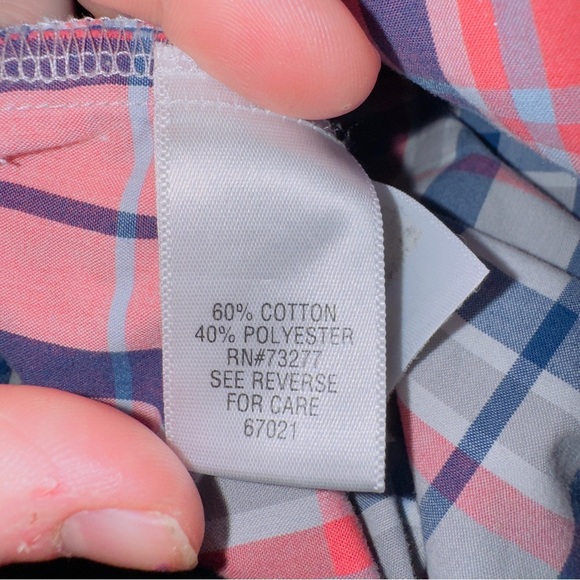 60% COTTON
40% POLYESTER
RN#73277
SEE REVERSE
FOR CARE
67021